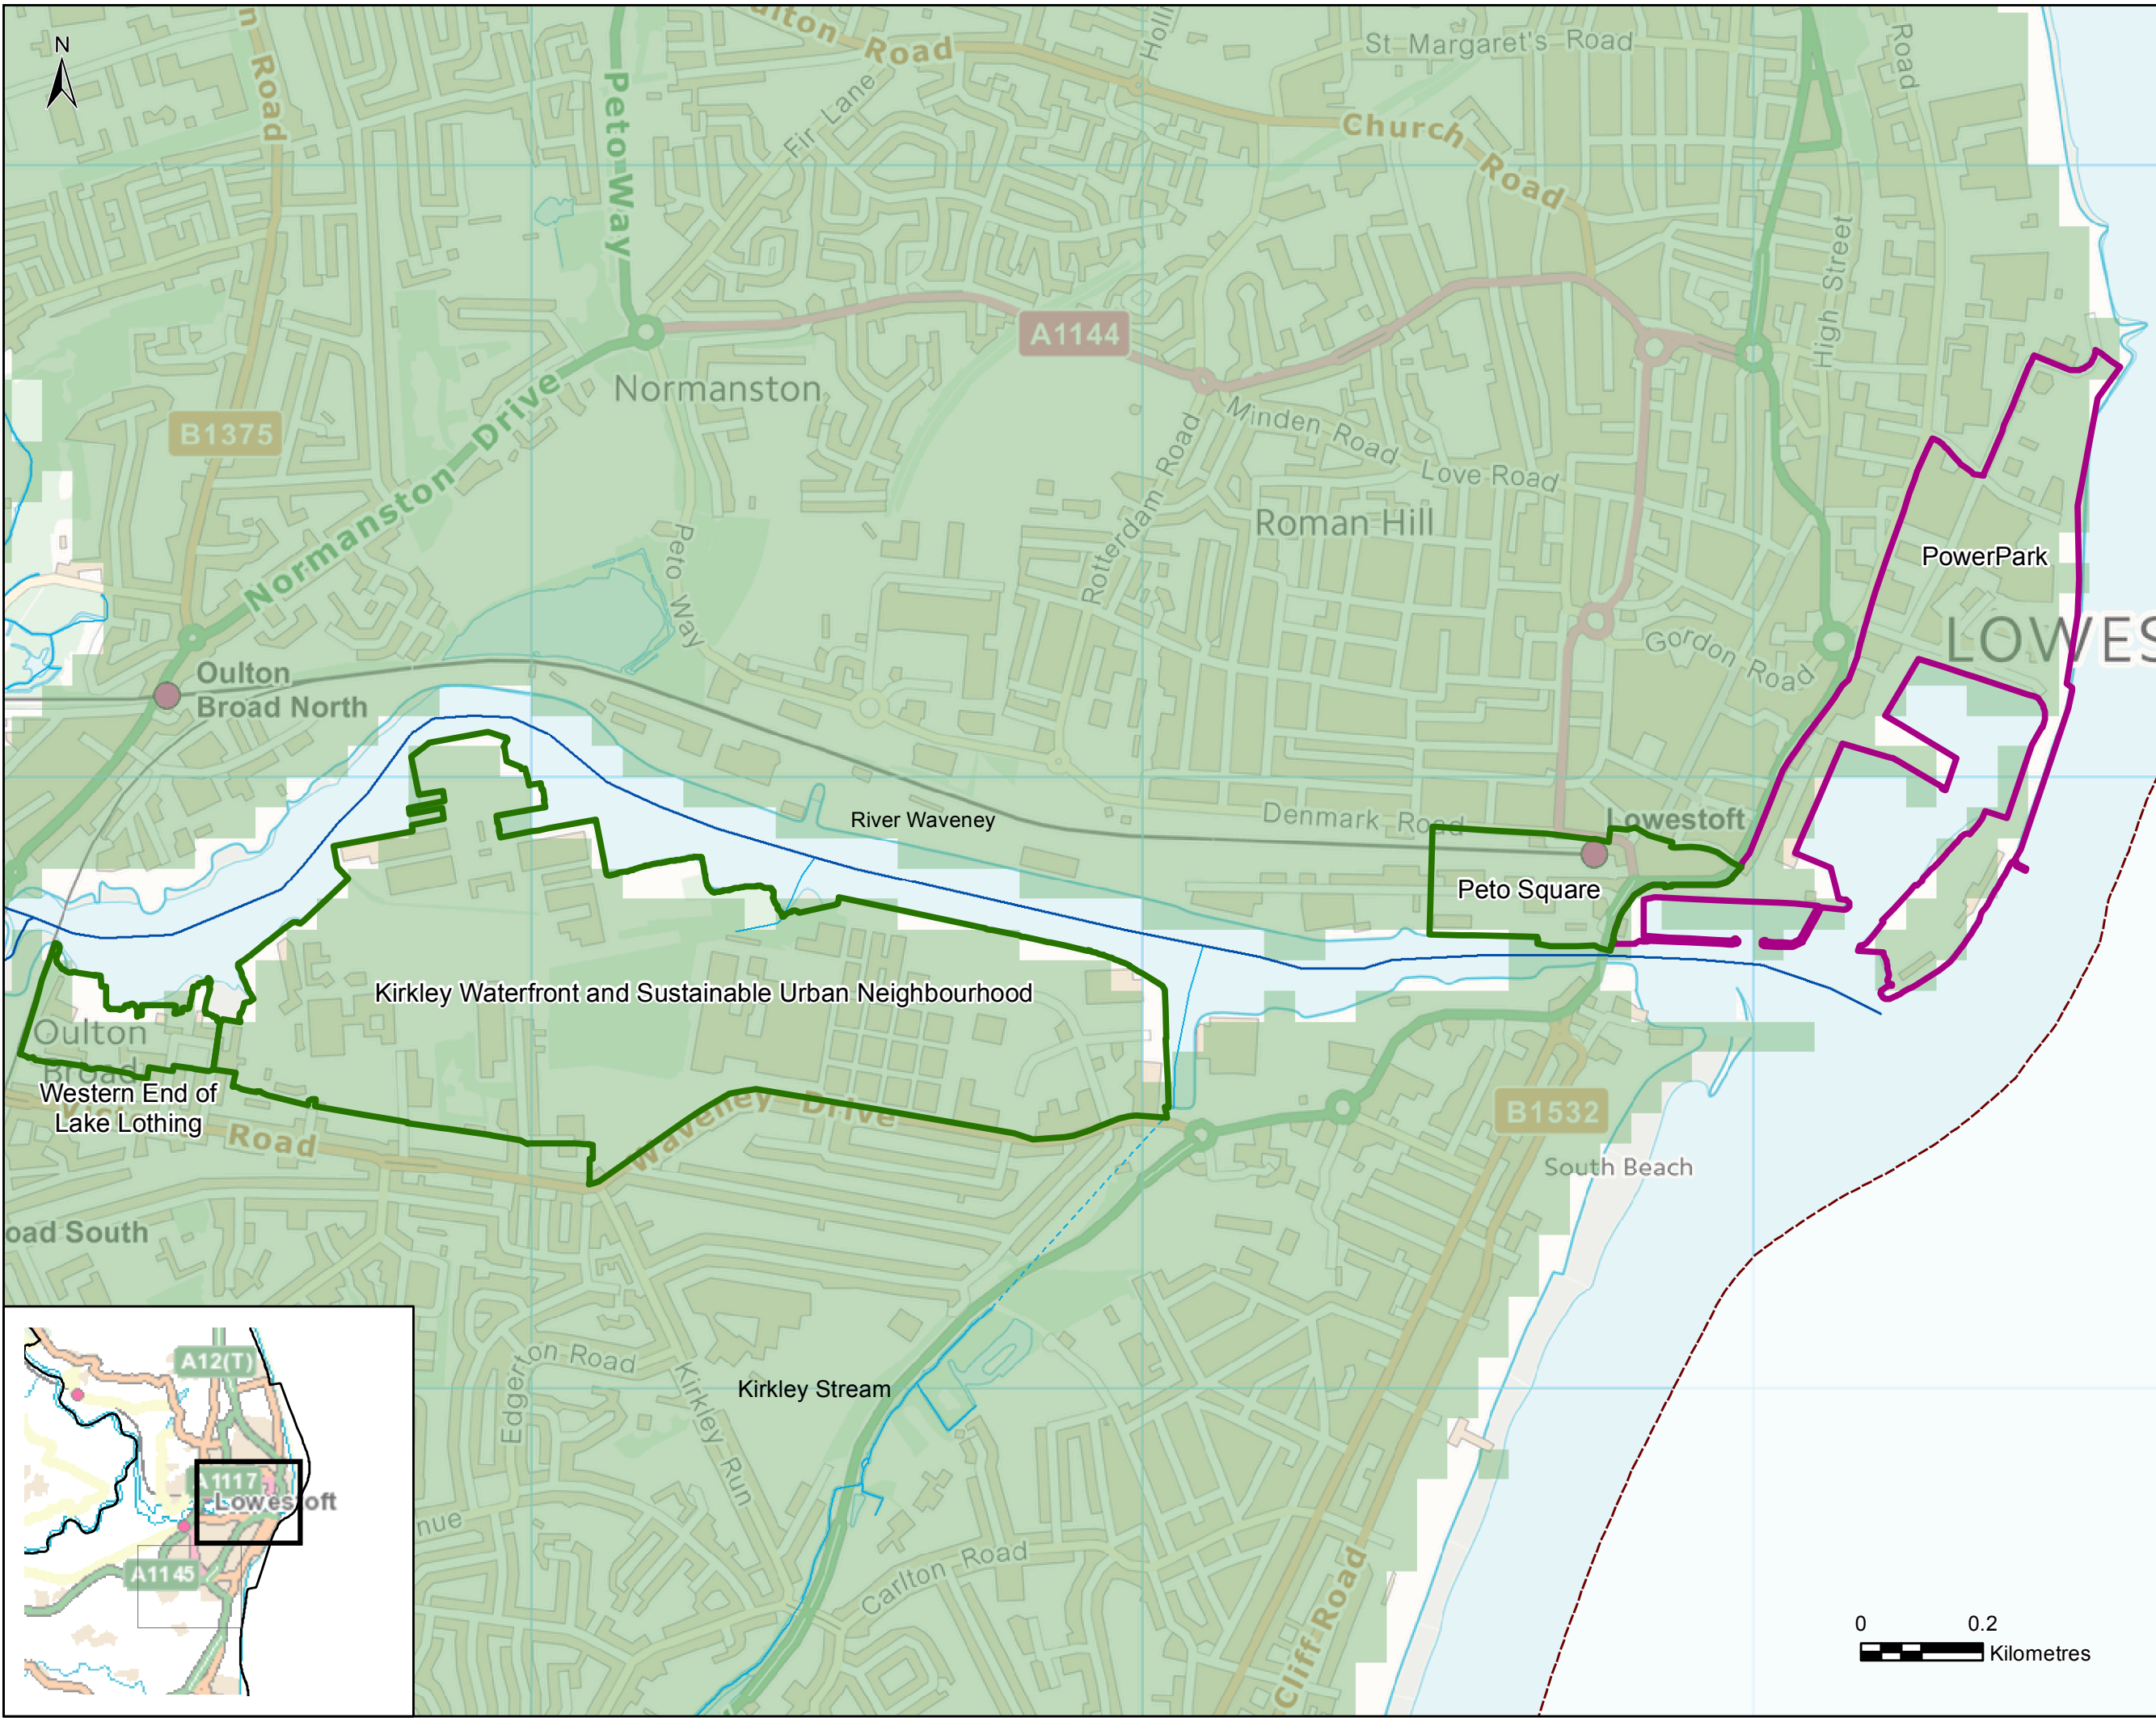 N
Road
Road
St Margaret's Road
Road
Peto Way
Fir Lane
Church Road
High Street
A1144
Normanston
B1375
Normanston Drive
Minden Road
Love Road
Rotterdam Road
Roman Hill
Peto Way
PowerPark
Gordon Road
LOWES
Oulton
Broad North
River Waveney
Denmark Road
Lowestoft
Peto Square
Kirkley Waterfront and Sustainable Urban Neighbourhood
Oulton
Broad
Western End of
Lake Lothing
Road
Waveney Drive
B1532
South Beach
oad South
Edgerton Road
Kirkley Run
Kirkley Stream
nue
Carlton Road
Cliff Road
A12(T)
A1117
Lowestoft
A1145
0 0.2
Kilometres